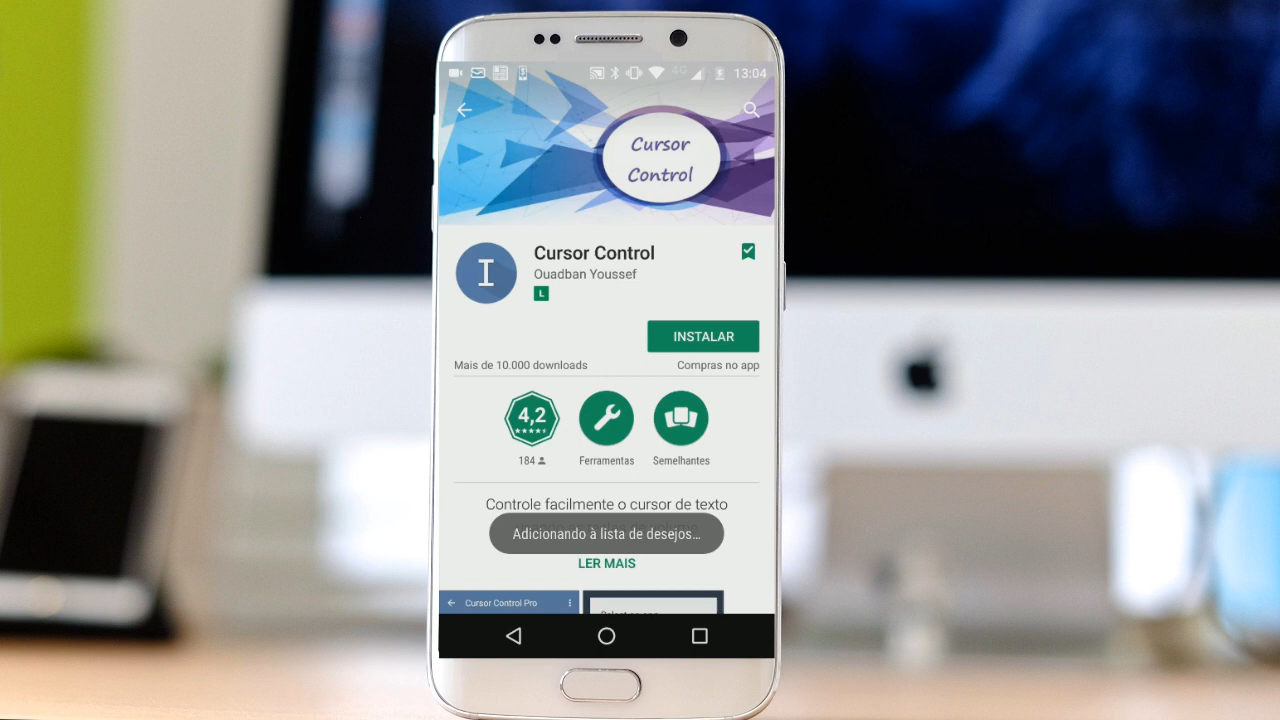 4G 13:04
Cursor
Control
I
Cursor Control
Ouadban Youssef
L
INSTALAR
Mais de 10.000 downloads
Compras no app
4,2
184
Ferramentas
Semelhantes
Controle facilmente o cursor de texto
Adicionando à lista de desejos...
LER MAIS
Cursor Control Pro